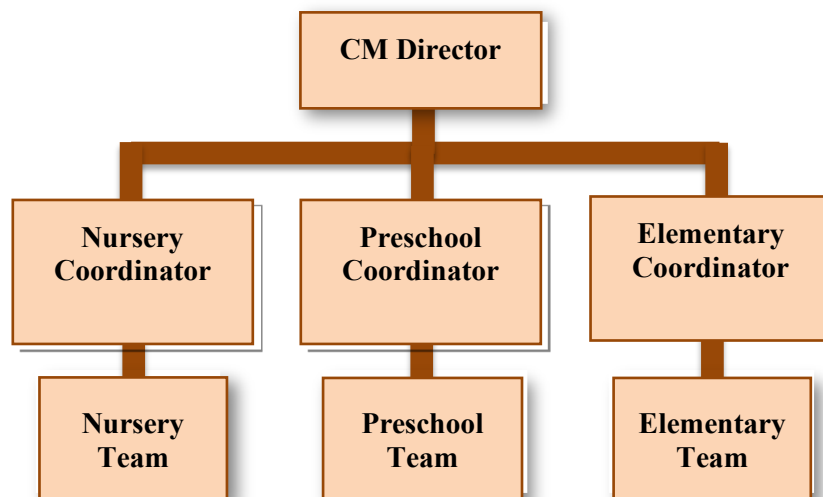 CM Director
Nursery
Coordinator
Preschool
Coordinator
Elementary
Coordinator
Nursery
Team
Preschool
Team
Elementary
Team